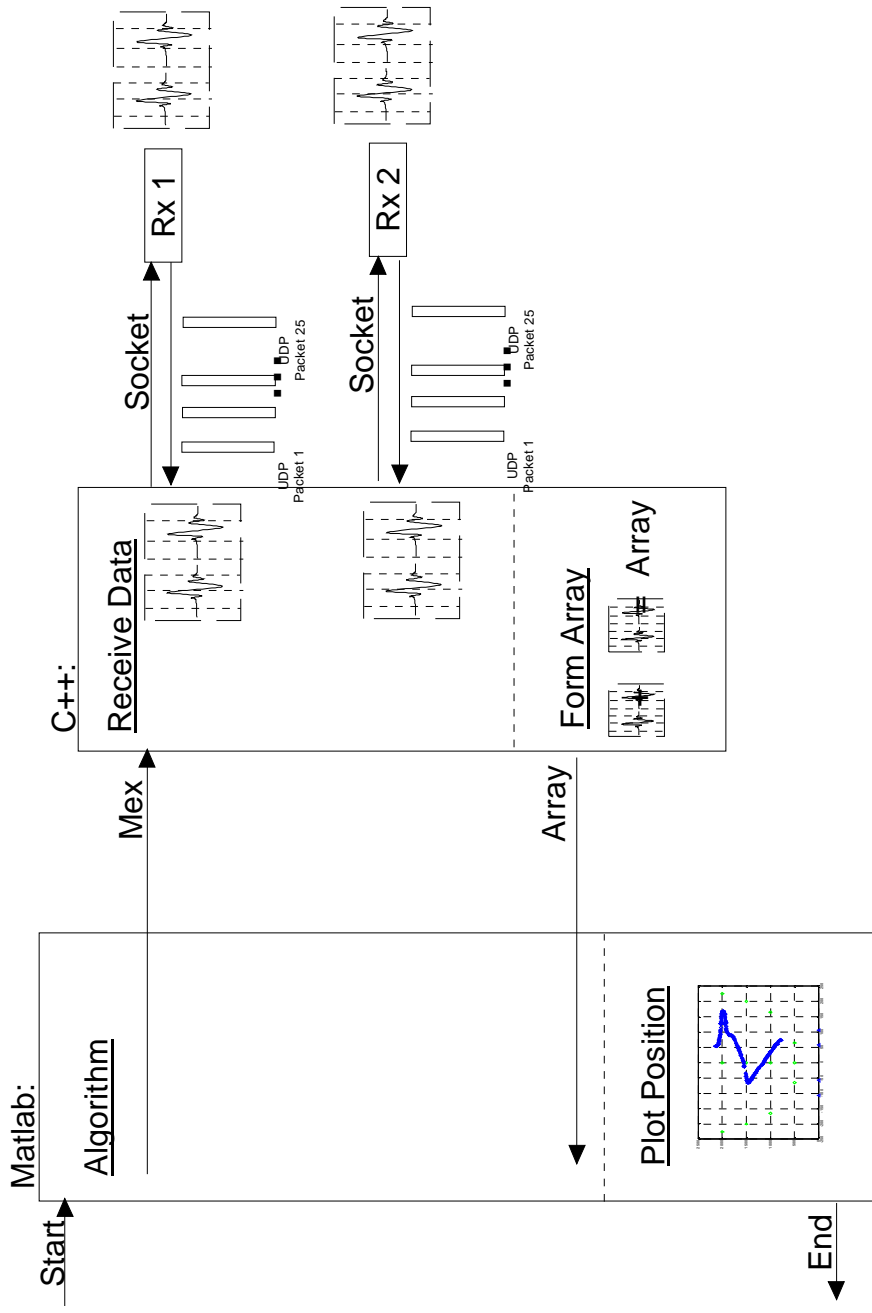 Start
Matlab:
Algorithm
Mex
C++:
Receive Data
Socket
Rx 1
UDP
Packet 1
UDP
Packet 25
Socket
Rx 2
UDP
Packet 1
UDP
Packet 25
Form Array
+
=
Array
Array
Plot Position
End